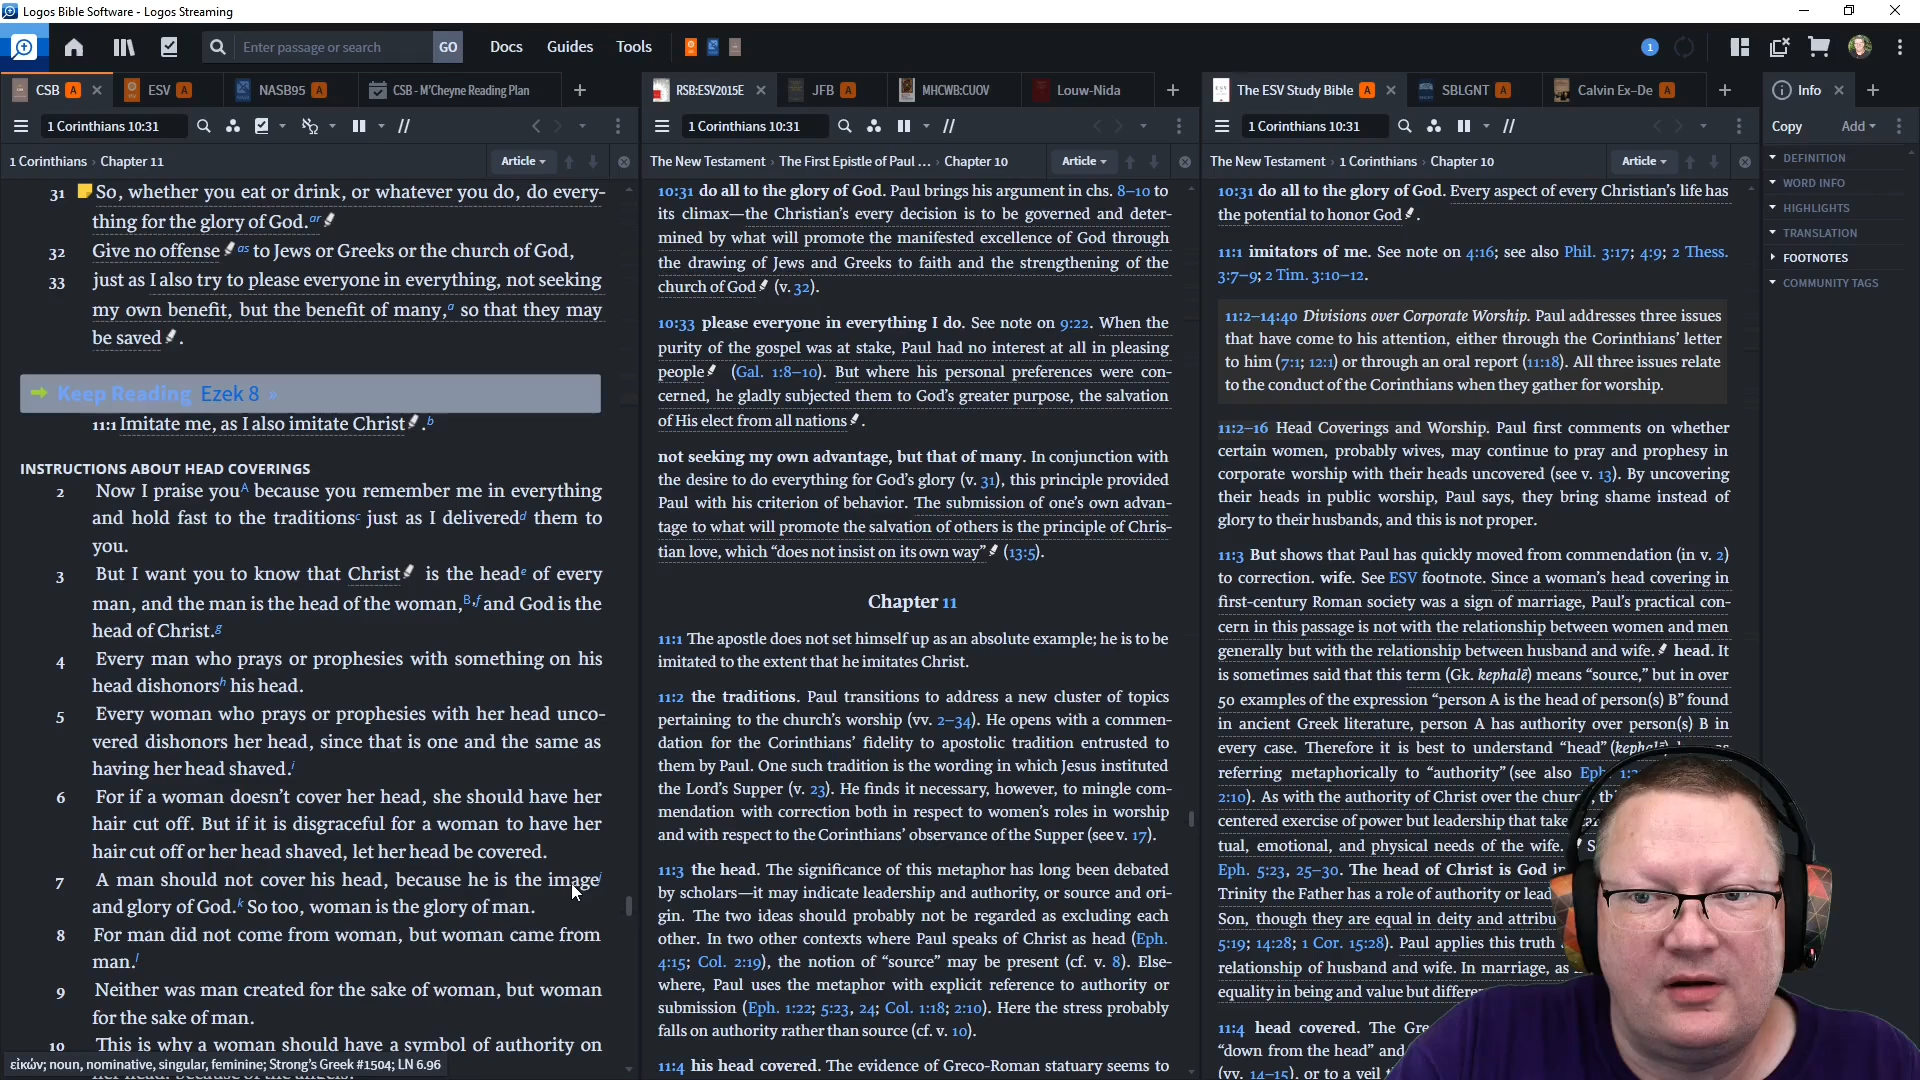 Logos Bible Software - Logos Streaming
Enter passage or search
GO
Docs
Guides
Tools
1
CSB A
ESV A
NASB95 A
CSB - M'Cheyne Reading Plan
1 Corinthians 10:31
1 Corinthians › Chapter 11
Article
31 So, whether you eat or drink, or whatever you do, do every-
thing for the glory of God. ar
32 Give no offense as to Jews or Greeks or the church of God,
33 just as I also try to please everyone in everything, not seeking
my own benefit, but the benefit of many,a so that they may
be saved .
Keep Reading Ezek 8 »
11:1 Imitate me, as I also imitate Christ .b
INSTRUCTIONS ABOUT HEAD COVERINGS
2 Now I praise youA because you remember me in everything
and hold fast to the traditionsc just as I deliveredd them to
you.
3 But I want you to know that Christ is the heade of every
man, and the man is the head of the woman,B,f and God is the
head of Christ.g
4 Every man who prays or prophesies with something on his
head dishonorsh his head.
5 Every woman who prays or prophesies with her head unco-
vered dishonors her head, since that is one and the same as
having her head shaved.i
6 For if a woman doesn't cover her head, she should have her
hair cut off. But if it is disgraceful for a woman to have her
hair cut off or her head shaved, let her head be covered.
7 A man should not cover his head, because he is the imagej
and glory of God.k So too, woman is the glory of man.
8 For man did not come from woman, but woman came from
man.l
9 Neither was man created for the sake of woman, but woman
for the sake of man.
10 This is why a woman should have a symbol of authority on
εἰκών; noun, nominative, singular, feminine; Strong's Greek #1504; LN 6.96
RSB:ESV2015E
JFB A
MHCWB:CUOV
Louw-Nida
1 Corinthians 10:31
The New Testament › The First Epistle of Paul ... › Chapter 10
Article
10:31 do all to the glory of God. Paul brings his argument in chs. 8–10 to
its climax—the Christian's every decision is to be governed and deter-
mined by what will promote the manifested excellence of God through
the drawing of Jews and Greeks to faith and the strengthening of the
church of God (v. 32).
10:33 please everyone in everything I do. See note on 9:22. When the
purity of the gospel was at stake, Paul had no interest at all in pleasing
people (Gal. 1:8–10). But where his personal preferences were con-
cerned, he gladly subjected them to God's greater purpose, the salvation
of His elect from all nations .
not seeking my own advantage, but that of many. In conjunction with
the desire to do everything for God's glory (v. 31), this principle provided
Paul with his criterion of behavior. The submission of one's own advan-
tage to what will promote the salvation of others is the principle of Chris-
tian love, which “does not insist on its own way” (13:5).
Chapter 11
11:1 The apostle does not set himself up as an absolute example; he is to be
imitated to the extent that he imitates Christ.
11:2 the traditions. Paul transitions to address a new cluster of topics
pertaining to the church's worship (vv. 2–34). He opens with a commen-
dation for the Corinthians' fidelity to apostolic tradition entrusted to
them by Paul. One such tradition is the wording in which Jesus instituted
the Lord's Supper (v. 23). He finds it necessary, however, to mingle com-
mendation with correction both in respect to women's roles in worship
and with respect to the Corinthians' observance of the Supper (see v. 17).
11:3 the head. The significance of this metaphor has long been debated
by scholars—it may indicate leadership and authority, or source and ori-
gin. The two ideas should probably not be regarded as excluding each
other. In two other contexts where Paul speaks of Christ as head (Eph.
4:15; Col. 2:19), the notion of “source” may be present (cf. v. 8). Else-
where, Paul uses the metaphor with explicit reference to authority or
submission (Eph. 1:22; 5:23, 24; Col. 1:18; 2:10). Here the stress probably
falls on authority rather than source (cf. v. 10).
11:4 his head covered. The evidence of Greco-Roman statuary seems to
The ESV Study Bible A
SBLGNT A
Calvin Ex–De A
1 Corinthians 10:31
The New Testament › 1 Corinthians › Chapter 10
Article
10:31 do all to the glory of God. Every aspect of every Christian's life has
the potential to honor God .
11:1 imitators of me. See note on 4:16; see also Phil. 3:17; 4:9; 2 Thess.
3:7–9; 2 Tim. 3:10–12.
11:2–14:40 Divisions over Corporate Worship. Paul addresses three issues
that have come to his attention, either through the Corinthians' letter
to him (7:1; 12:1) or through an oral report (11:18). All three issues relate
to the conduct of the Corinthians when they gather for worship.
11:2–16 Head Coverings and Worship. Paul first comments on whether
certain women, probably wives, may continue to pray and prophesy in
corporate worship with their heads uncovered (see v. 13). By uncovering
their heads in public worship, Paul says, they bring shame instead of
glory to their husbands, and this is not proper.
11:3 But shows that Paul has quickly moved from commendation (in v. 2)
to correction. wife. See ESV footnote. Since a woman's head covering in
first-century Roman society was a sign of marriage, Paul's practical con-
cern in this passage is not with the relationship between women and men
generally but with the relationship between husband and wife. head. It
is sometimes said that this term (Gk. kephalē) means “source,” but in over
50 examples of the expression “person A is the head of person(s) B” found
in ancient Greek literature, person A has authority over person(s) B in
every case. Therefore it is best to understand “head” (kephalē)
referring metaphorically to “authority” (see also Eph.
2:10). As with the authority of Christ over the church,
centered exercise of power but leadership that
tual, emotional, and physical needs of the wife.
Eph. 5:23, 25–30. The head of Christ is God
Trinity the Father has a role of authority or
Son, though they are equal in deity and
5:19; 14:28; 1 Cor. 15:28). Paul applies this truth
relationship of husband and wife. In marriage, as
equality in being and value but
11:4 head covered. The
“down from the head” and
(vv. 14–15), or to a veil
Info
Copy
Add
DEFINITION
WORD INFO
HIGHLIGHTS
TRANSLATION
FOOTNOTES
COMMUNITY TAGS